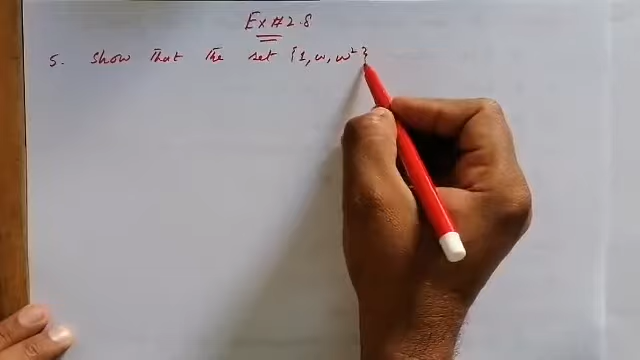 Ex # 2.8
5. Show that the set {1, ω, ω²}